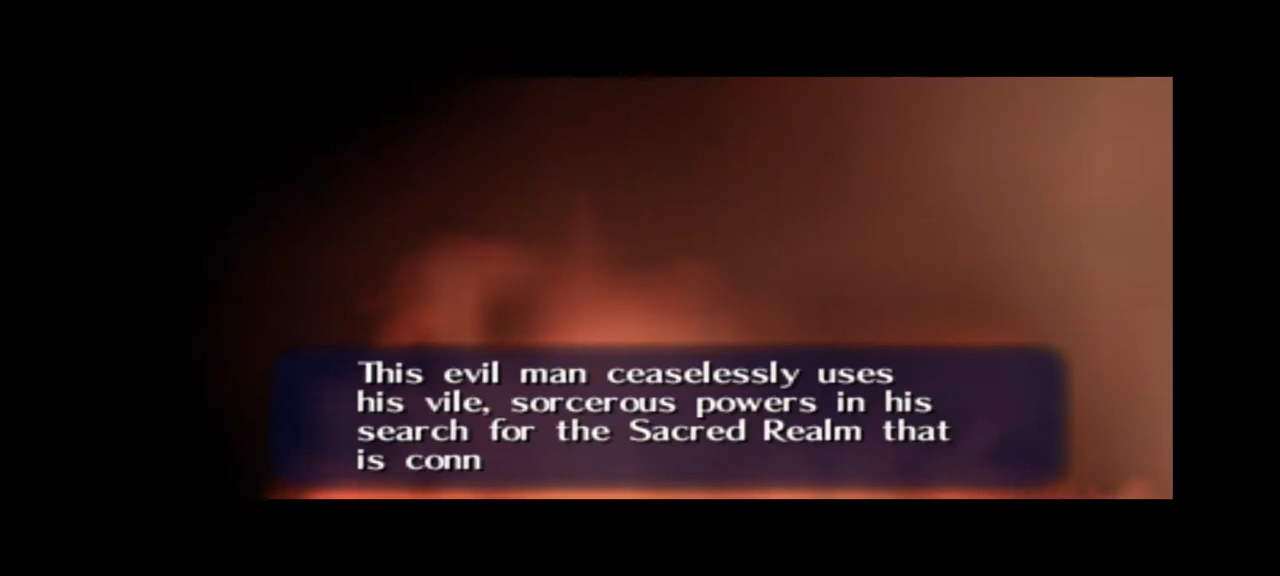 This evil man ceaselessly uses
his vile, sorcerous powers in his
search for the Sacred Realm that
is conn